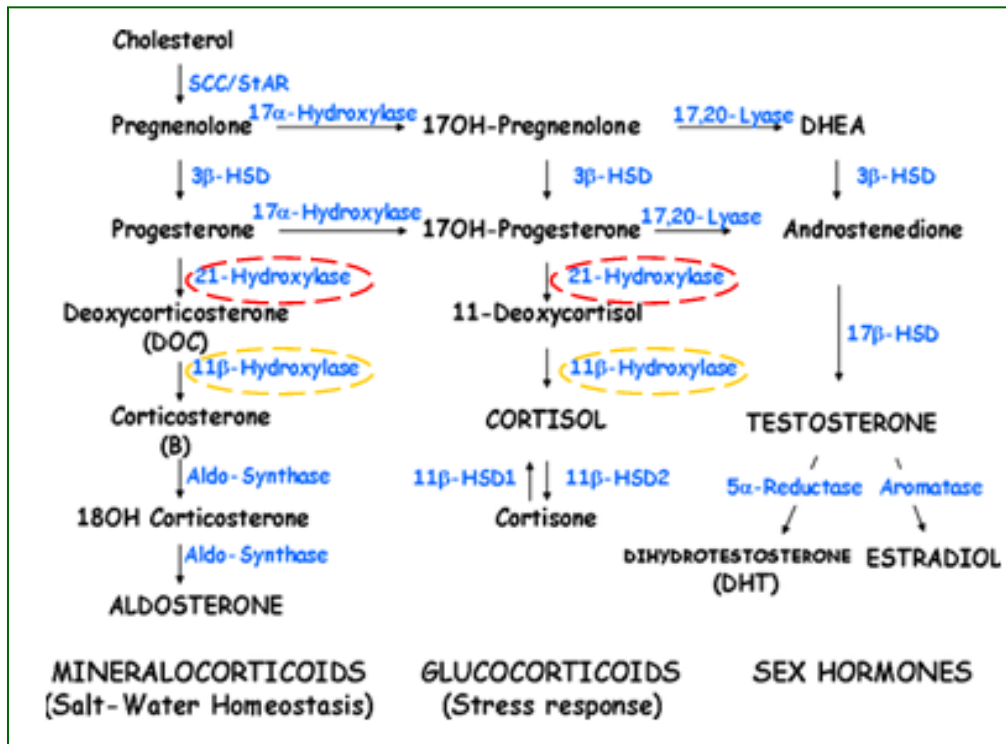 Cholesterol
SCC/StAR
17α-Hydroxylase
17,20-Lyase
Pregnenolone
17OH-Pregnenolone
DHEA
3β-HSD
3β-HSD
3β-HSD
17α-Hydroxylase
17,20-Lyase
Progesterone
17OH-Progesterone
Androstenedione
21-Hydroxylase
21-Hydroxylase
Deoxycorticosterone
(DOC)
11-Deoxycortisol
17β-HSD
11β-Hydroxylase
11β-Hydroxylase
Corticosterone
(B)
CORTISOL
TESTOSTERONE
Aldo-Synthase
11β-HSD1
11β-HSD2
5α-Reductase
Aromatase
18OH Corticosterone
Cortisone
Aldo-Synthase
DIHYDROTESTOSTERONE
(DHT)
ESTRADIOL
ALDOSTERONE
MINERALOCORTICOIDS
(Salt-Water Homeostasis)
GLUCOCORTICOIDS
(Stress response)
SEX HORMONES